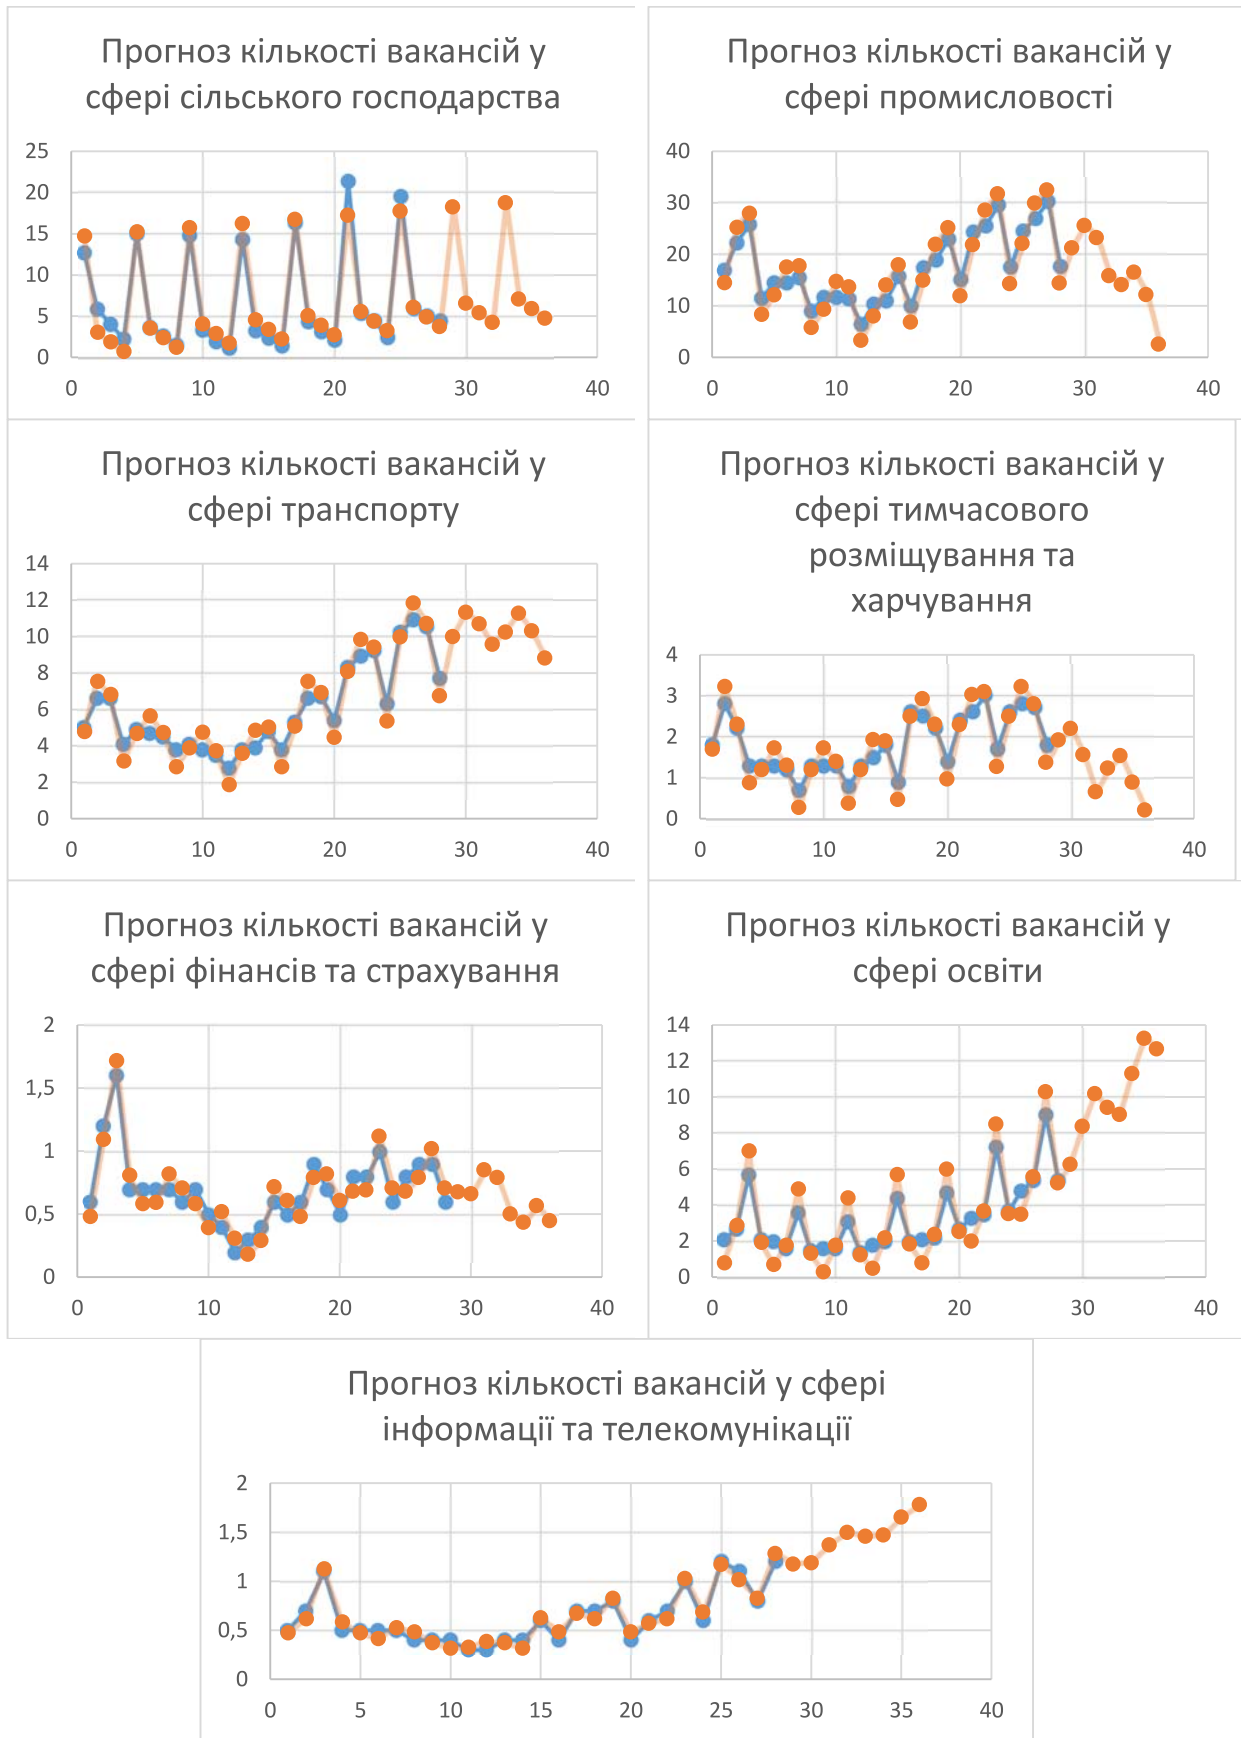 Прогноз кількості вакансій у
сфері сільського господарства
25
20
15
10
5
0
0 10 20 30 40
Прогноз кількості вакансій у
сфері промисловості
40
30
20
10
0
0 10 20 30 40
Прогноз кількості вакансій у
сфері транспорту
14
12
10
8
6
4
2
0
0 10 20 30 40
Прогноз кількості вакансій у
сфері тимчасового
розміщування та
харчування
4
3
2
1
0
0 10 20 30 40
Прогноз кількості вакансій у
сфері фінансів та страхування
2
1,5
1
0,5
0
0 10 20 30 40
Прогноз кількості вакансій у
сфері освіти
14
12
10
8
6
4
2
0
0 10 20 30 40
Прогноз кількості вакансій у сфері
інформації та телекомунікації
2
1,5
1
0,5
0
0 5 10 15 20 25 30 35 40